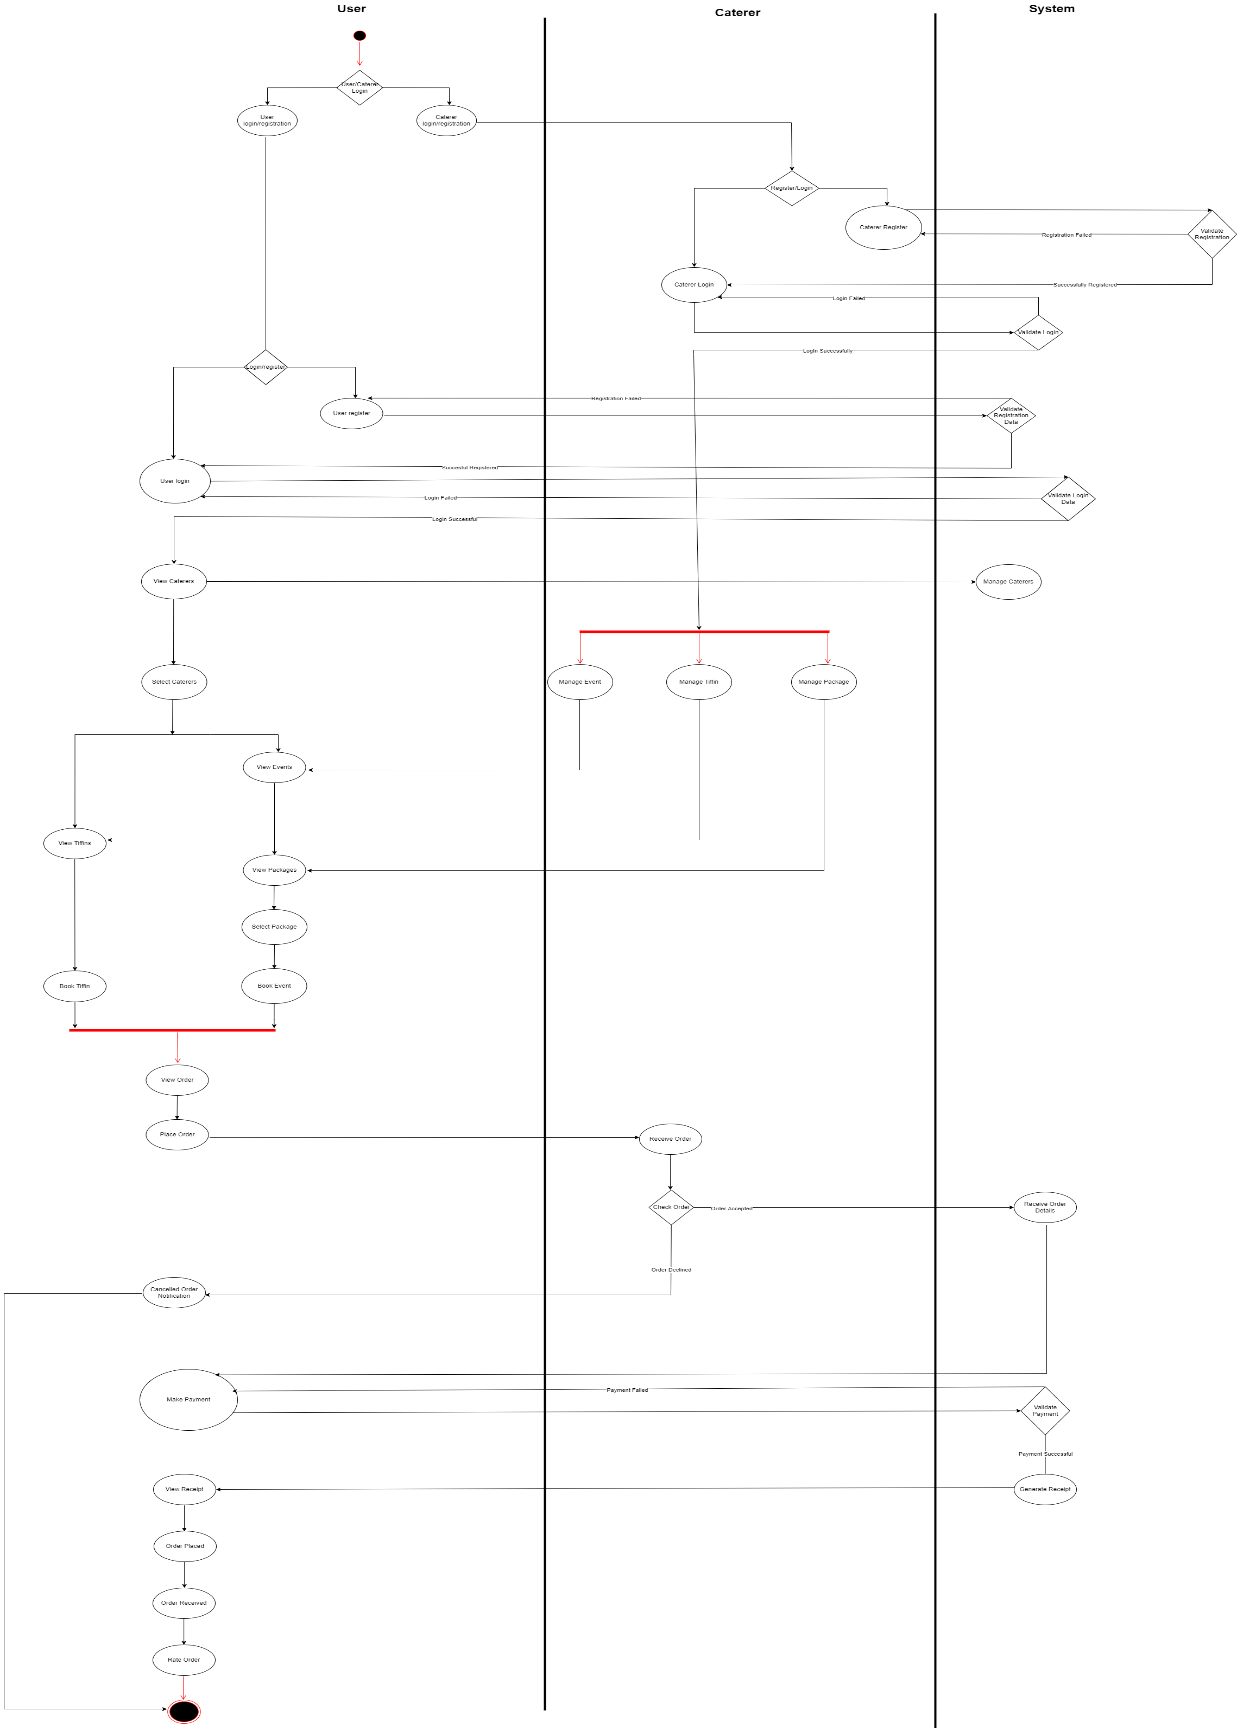 User
Caterer
System
User/Caterer
Login
User
login/registration
Caterer
login/registration
Register/Login
Caterer Register
Validate
Registration
Registration Failed
Caterer Login
Successfully Registered
Login Failed
Validate Login
Login Successfully
Login/register
User register
Registration Failed
Validate
Registration
Data
Succesful Registered
User login
Login Failed
Validate Login
Data
Login Successful
View Caterers
Manage Caterers
Select Caterers
Manage Event
Manage Tiffin
Manage Package
View Events
View Tiffins
View Packages
Select Package
Book Tiffin
Book Event
View Order
Place Order
Receive Order
Check Order
Order Accepted
Receive Order
Details
Order Declined
Cancelled Order
Notification
Make Payment
Payment Failed
Validate
Payment
Payment Successful
View Receipt
Generate Receipt
Order Placed
Order Received
Rate Order